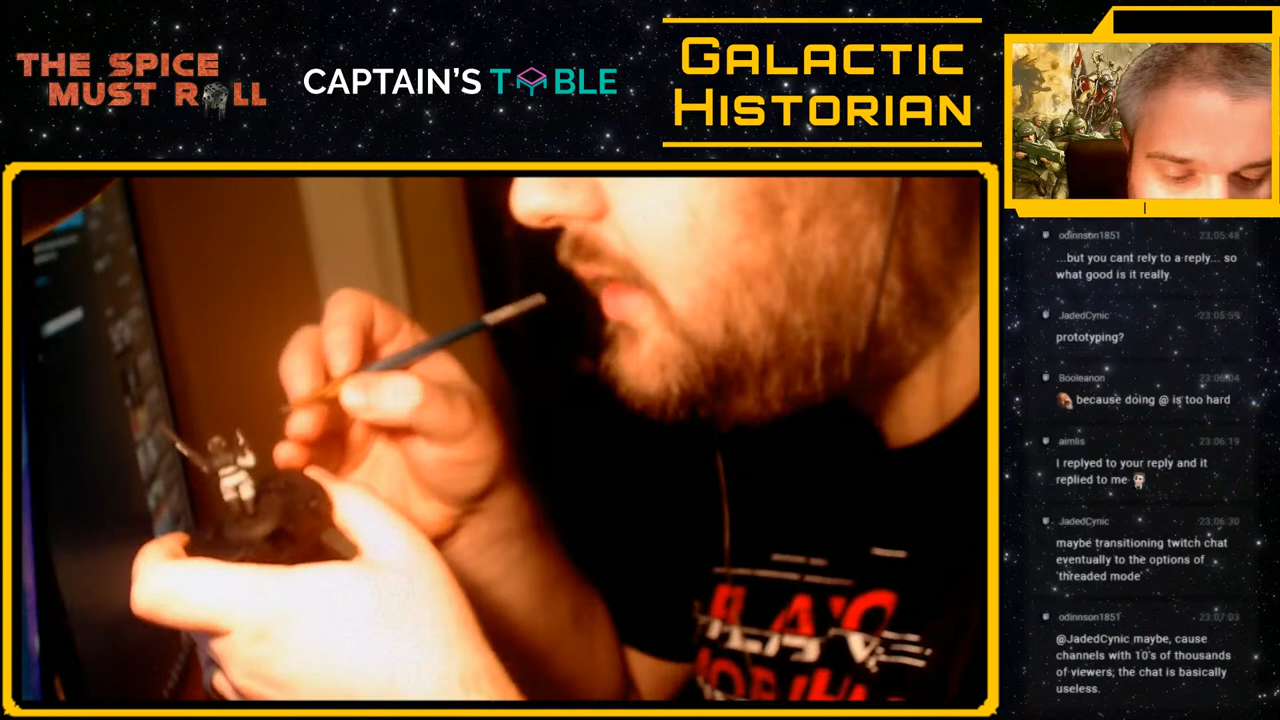 THE SPICE
MUST ROLL
CAPTAIN'S TABLE
GALACTIC
HISTORIAN
odinnson1851 23:05:48
...but you cant rely to a reply... so
what good is it really.
JadedCynic 23:05:59
prototyping?
Booleanon 23:06:04
because doing @ is too hard
aimlis 23:06:19
I replyed to your reply and it
replied to me
JadedCynic 23:06:30
maybe transitioning twitch chat
eventually to the options of
'threaded mode'
odinnson1851 23:07:03
@JadedCynic maybe, cause
channels with 10's of thousands
of viewers, the chat is basically
useless.